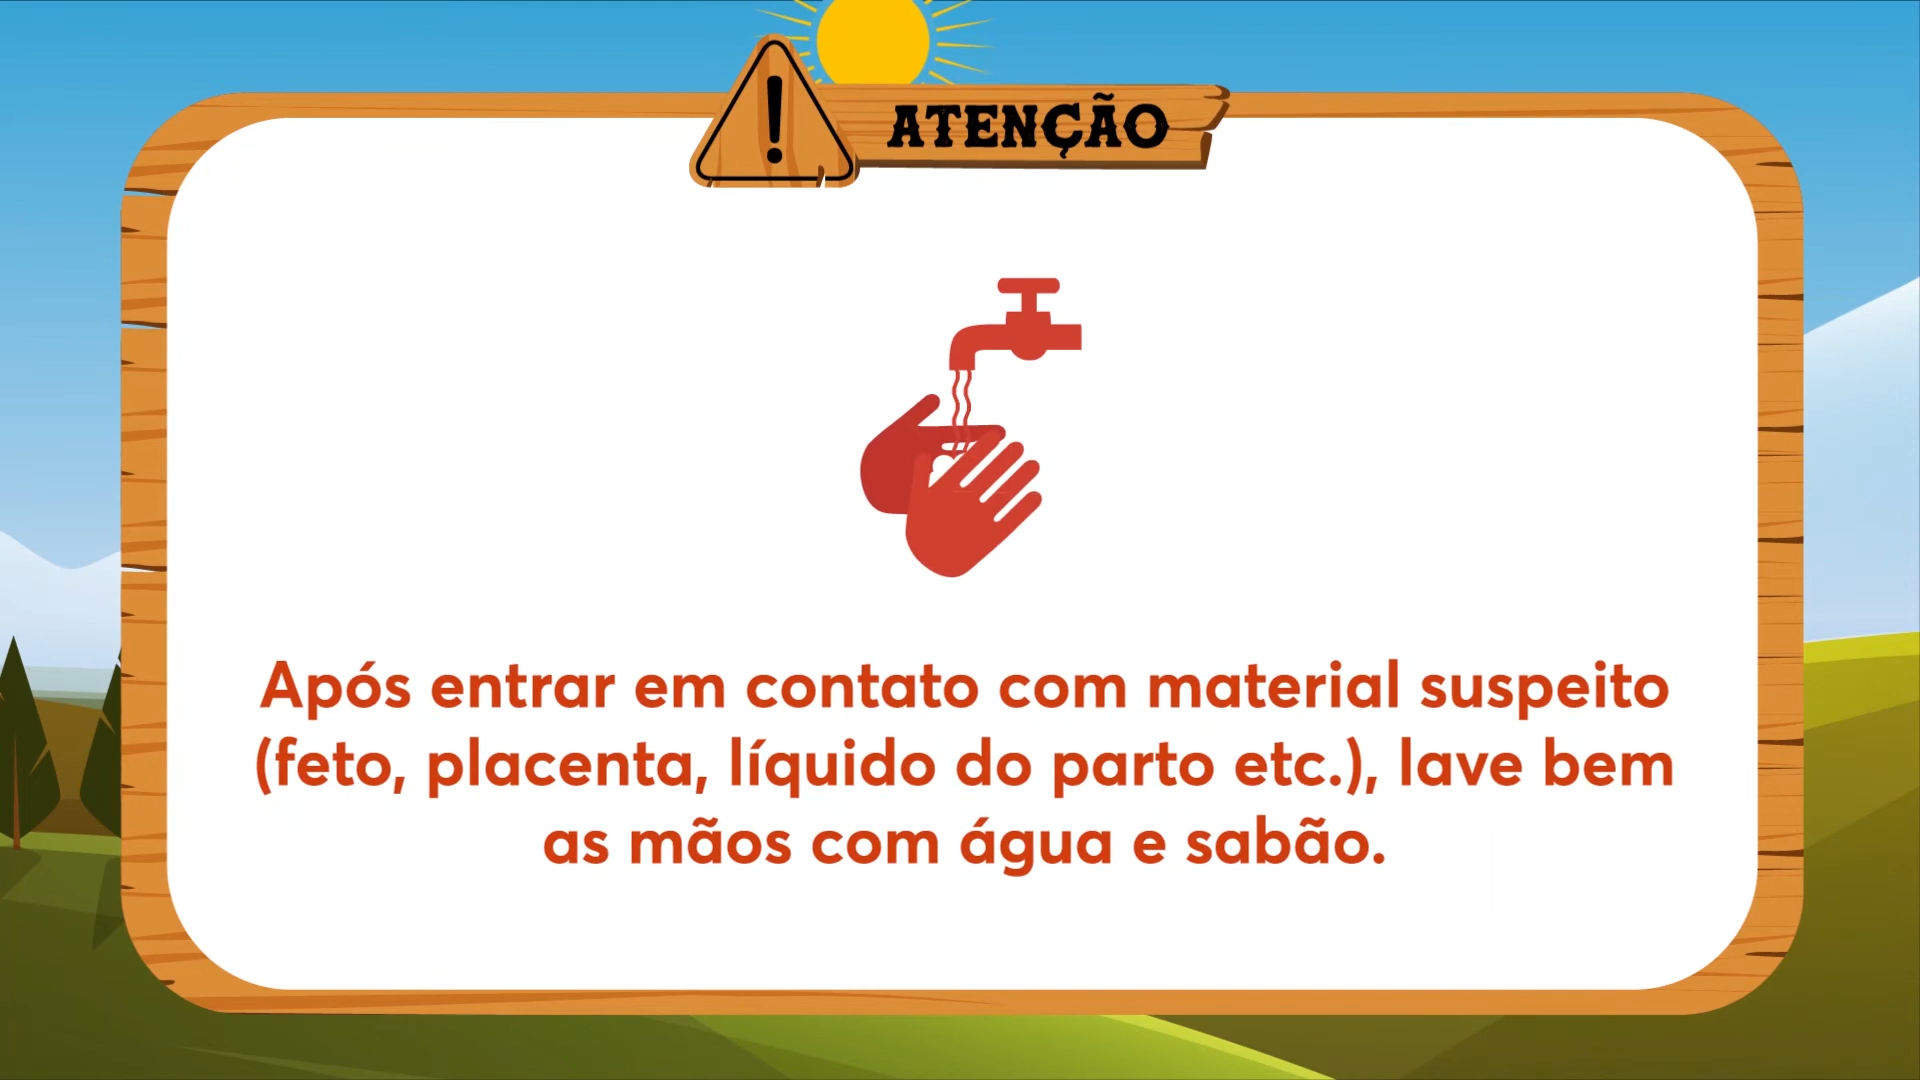 ATENÇÃO
Após entrar em contato com material suspeito
(feto, placenta, líquido do parto etc.), lave bem
as mãos com água e sabão.